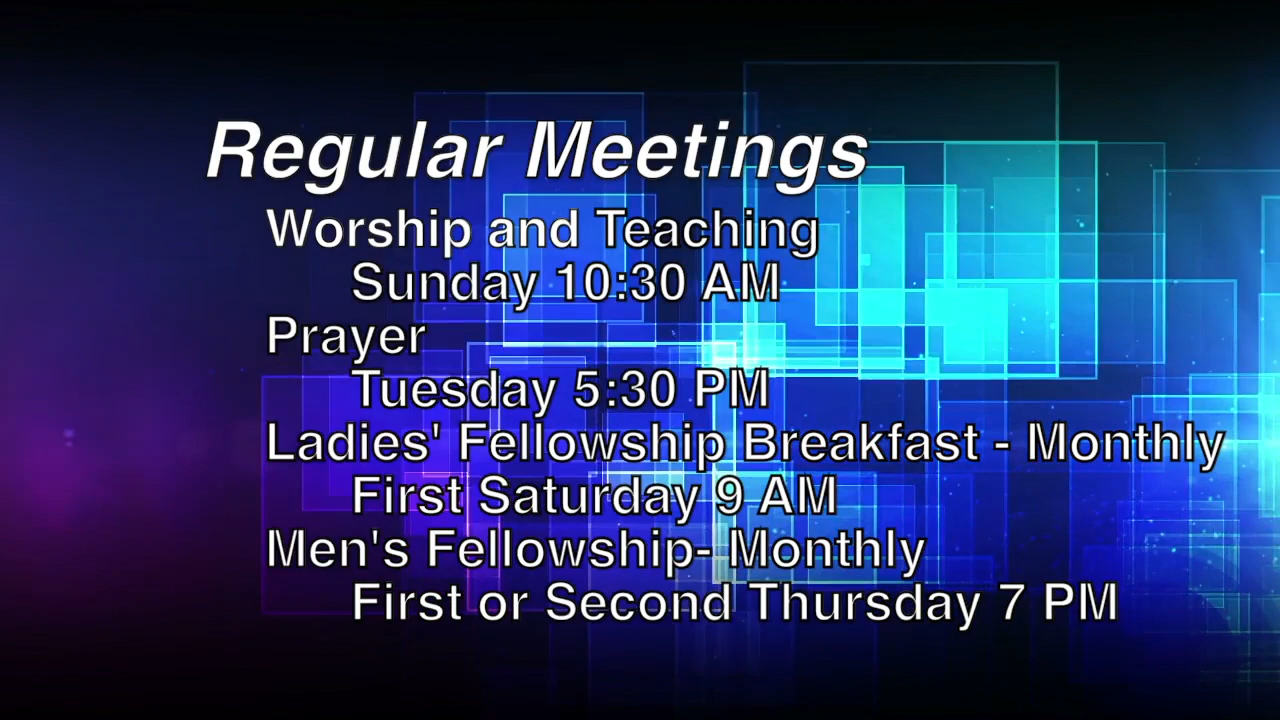 Regular Meetings
Worship and Teaching
Sunday 10:30 AM
Prayer
Tuesday 5:30 PM
Ladies' Fellowship Breakfast - Monthly
First Saturday 9 AM
Men's Fellowship- Monthly
First or Second Thursday 7 PM